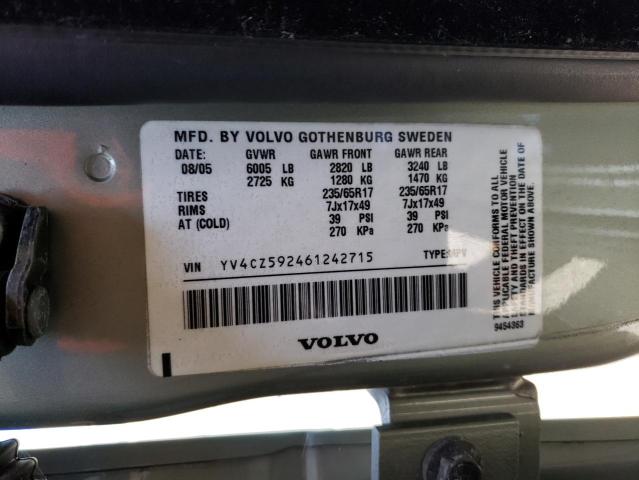 MFD. BY VOLVO GOTHENBURG SWEDEN
DATE: GVWR GAWR FRONT GAWR REAR
08/05 6005 LB 2820 LB 3240 LB
2725 KG 1280 KG 1470 KG
TIRES 235/65R17 235/65R17
RIMS 7Jx17x49 7Jx17x49
AT (COLD) 39 PSI 39 PSI
270 KPa 270 KPa
VIN YV4CZ592461242715 TYPE:MPV
VOLVO
THIS VEHICLE CONFORMS TO ALL
APPLICABLE FEDERAL MOTOR VEHICLE
SAFETY AND THEFT PREVENTION
STANDARDS IN EFFECT ON THE DATE
OF MANUFACTURE SHOWN ABOVE.
9454363